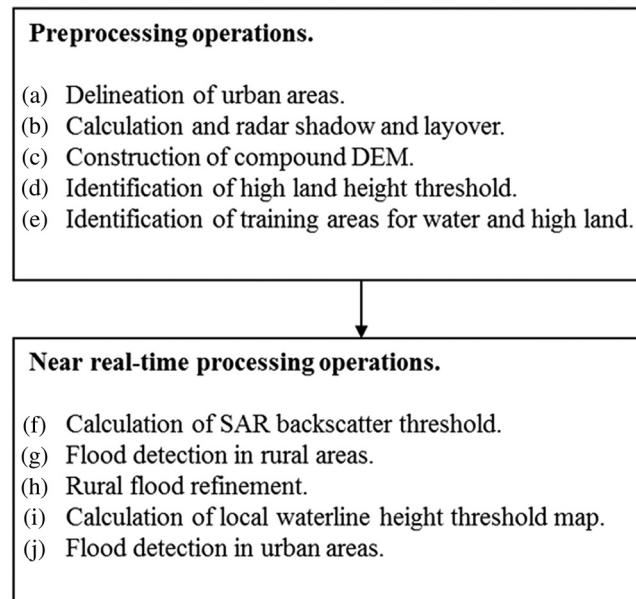 Preprocessing operations.
(a) Delineation of urban areas.
(b) Calculation and radar shadow and layover.
(c) Construction of compound DEM.
(d) Identification of high land height threshold.
(e) Identification of training areas for water and high land.
Near real-time processing operations.
(f) Calculation of SAR backscatter threshold.
(g) Flood detection in rural areas.
(h) Rural flood refinement.
(i) Calculation of local waterline height threshold map.
(j) Flood detection in urban areas.